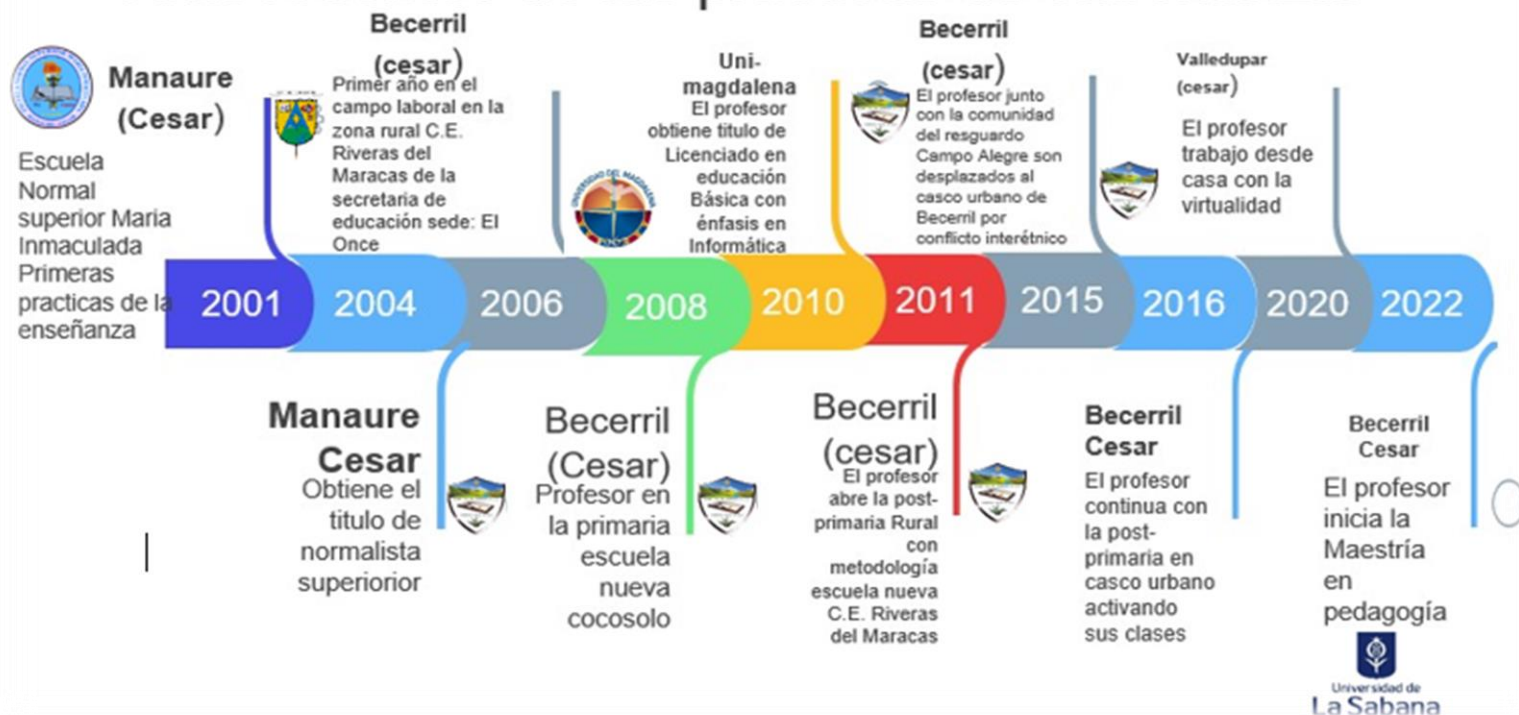 Manaure
(Cesar)
Escuela
Normal
superior Maria
Inmaculada
Primeras
practicas de la
enseñanza
Becerril
(cesar)
Primer año en el
campo laboral en la
zona rural C.E.
Riveras del
Maracas de la
secretaria de
educación sede: El
Once
Uni-
magdalena
El profesor
obtiene titulo de
Licenciado en
educación
Básica con
énfasis en
Informática
UNIVERSIDAD DEL MAGDALENA
Becerril
(cesar)
El profesor junto
con la comunidad
del resguardo
Campo Alegre son
desplazados al
casco urbano de
Becerril por
conflicto interétnico
Valledupar
(cesar)
El profesor
trabajo desde
casa con la
virtualidad
2001
2004
2006
2008
2010
2011
2015
2016
2020
2022
Manaure
Cesar
Obtiene el
titulo de
normalista
superiorior
Becerril
(Cesar)
Profesor en
la primaria
escuela
nueva
cocosolo
Becerril
(cesar)
El profesor
abre la post-
primaria Rural
con
metodología
escuela nueva
C.E. Riveras
del Maracas
Becerril
Cesar
El profesor
continua con
la post-
primaria en
casco urbano
activando
sus clases
Becerril
Cesar
El profesor
inicia la
Maestría
en
pedagogía
Universidad de
La Sabana